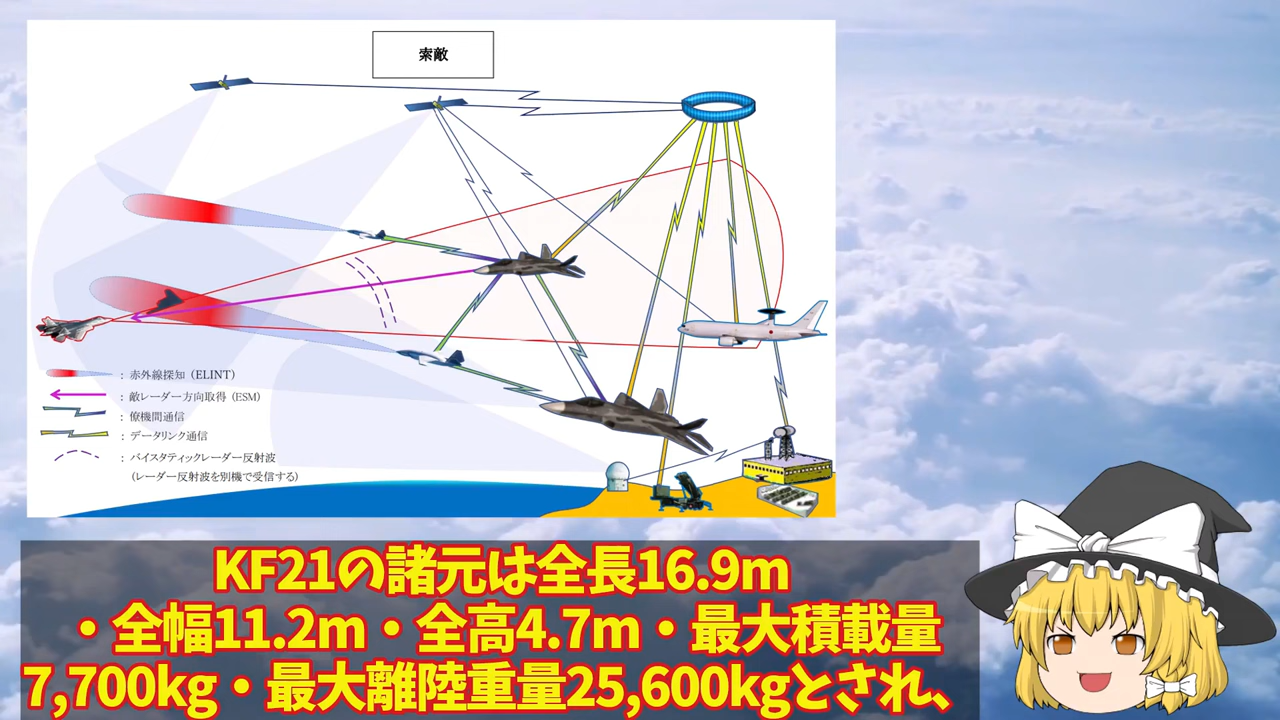 索敵
：赤外線探知（ELINT）
：敵レーダー方向取得（ESM）
：僚機間通信
：データリンク通信
：バイスタティックレーダー反射波
（レーダー反射波を別機で受信する）
KF21の諸元は全長16.9m
・全幅11.2m・全高4.7m・最大積載量
7,700kg・最大離陸重量25,600kgとされ、